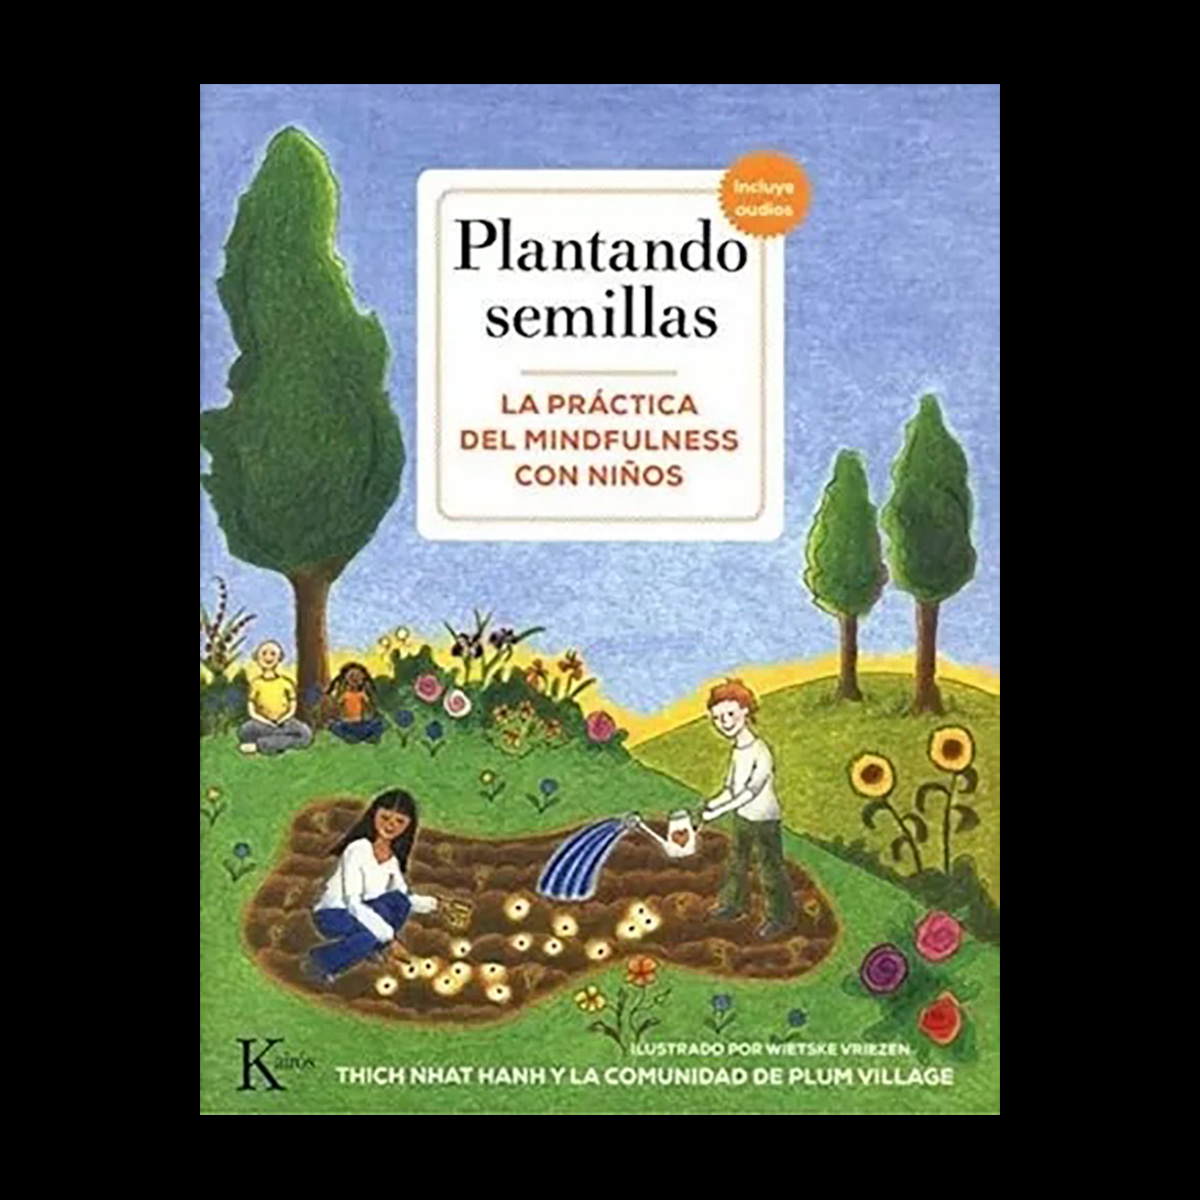 Incluye
audios
Plantando
semillas
LA PRÁCTICA
DEL MINDFULNESS
CON NIÑOS
ILUSTRADO POR WIETSKE VRIEZEN
Kairós
THICH NHAT HANH Y LA COMUNIDAD DE PLUM VILLAGE